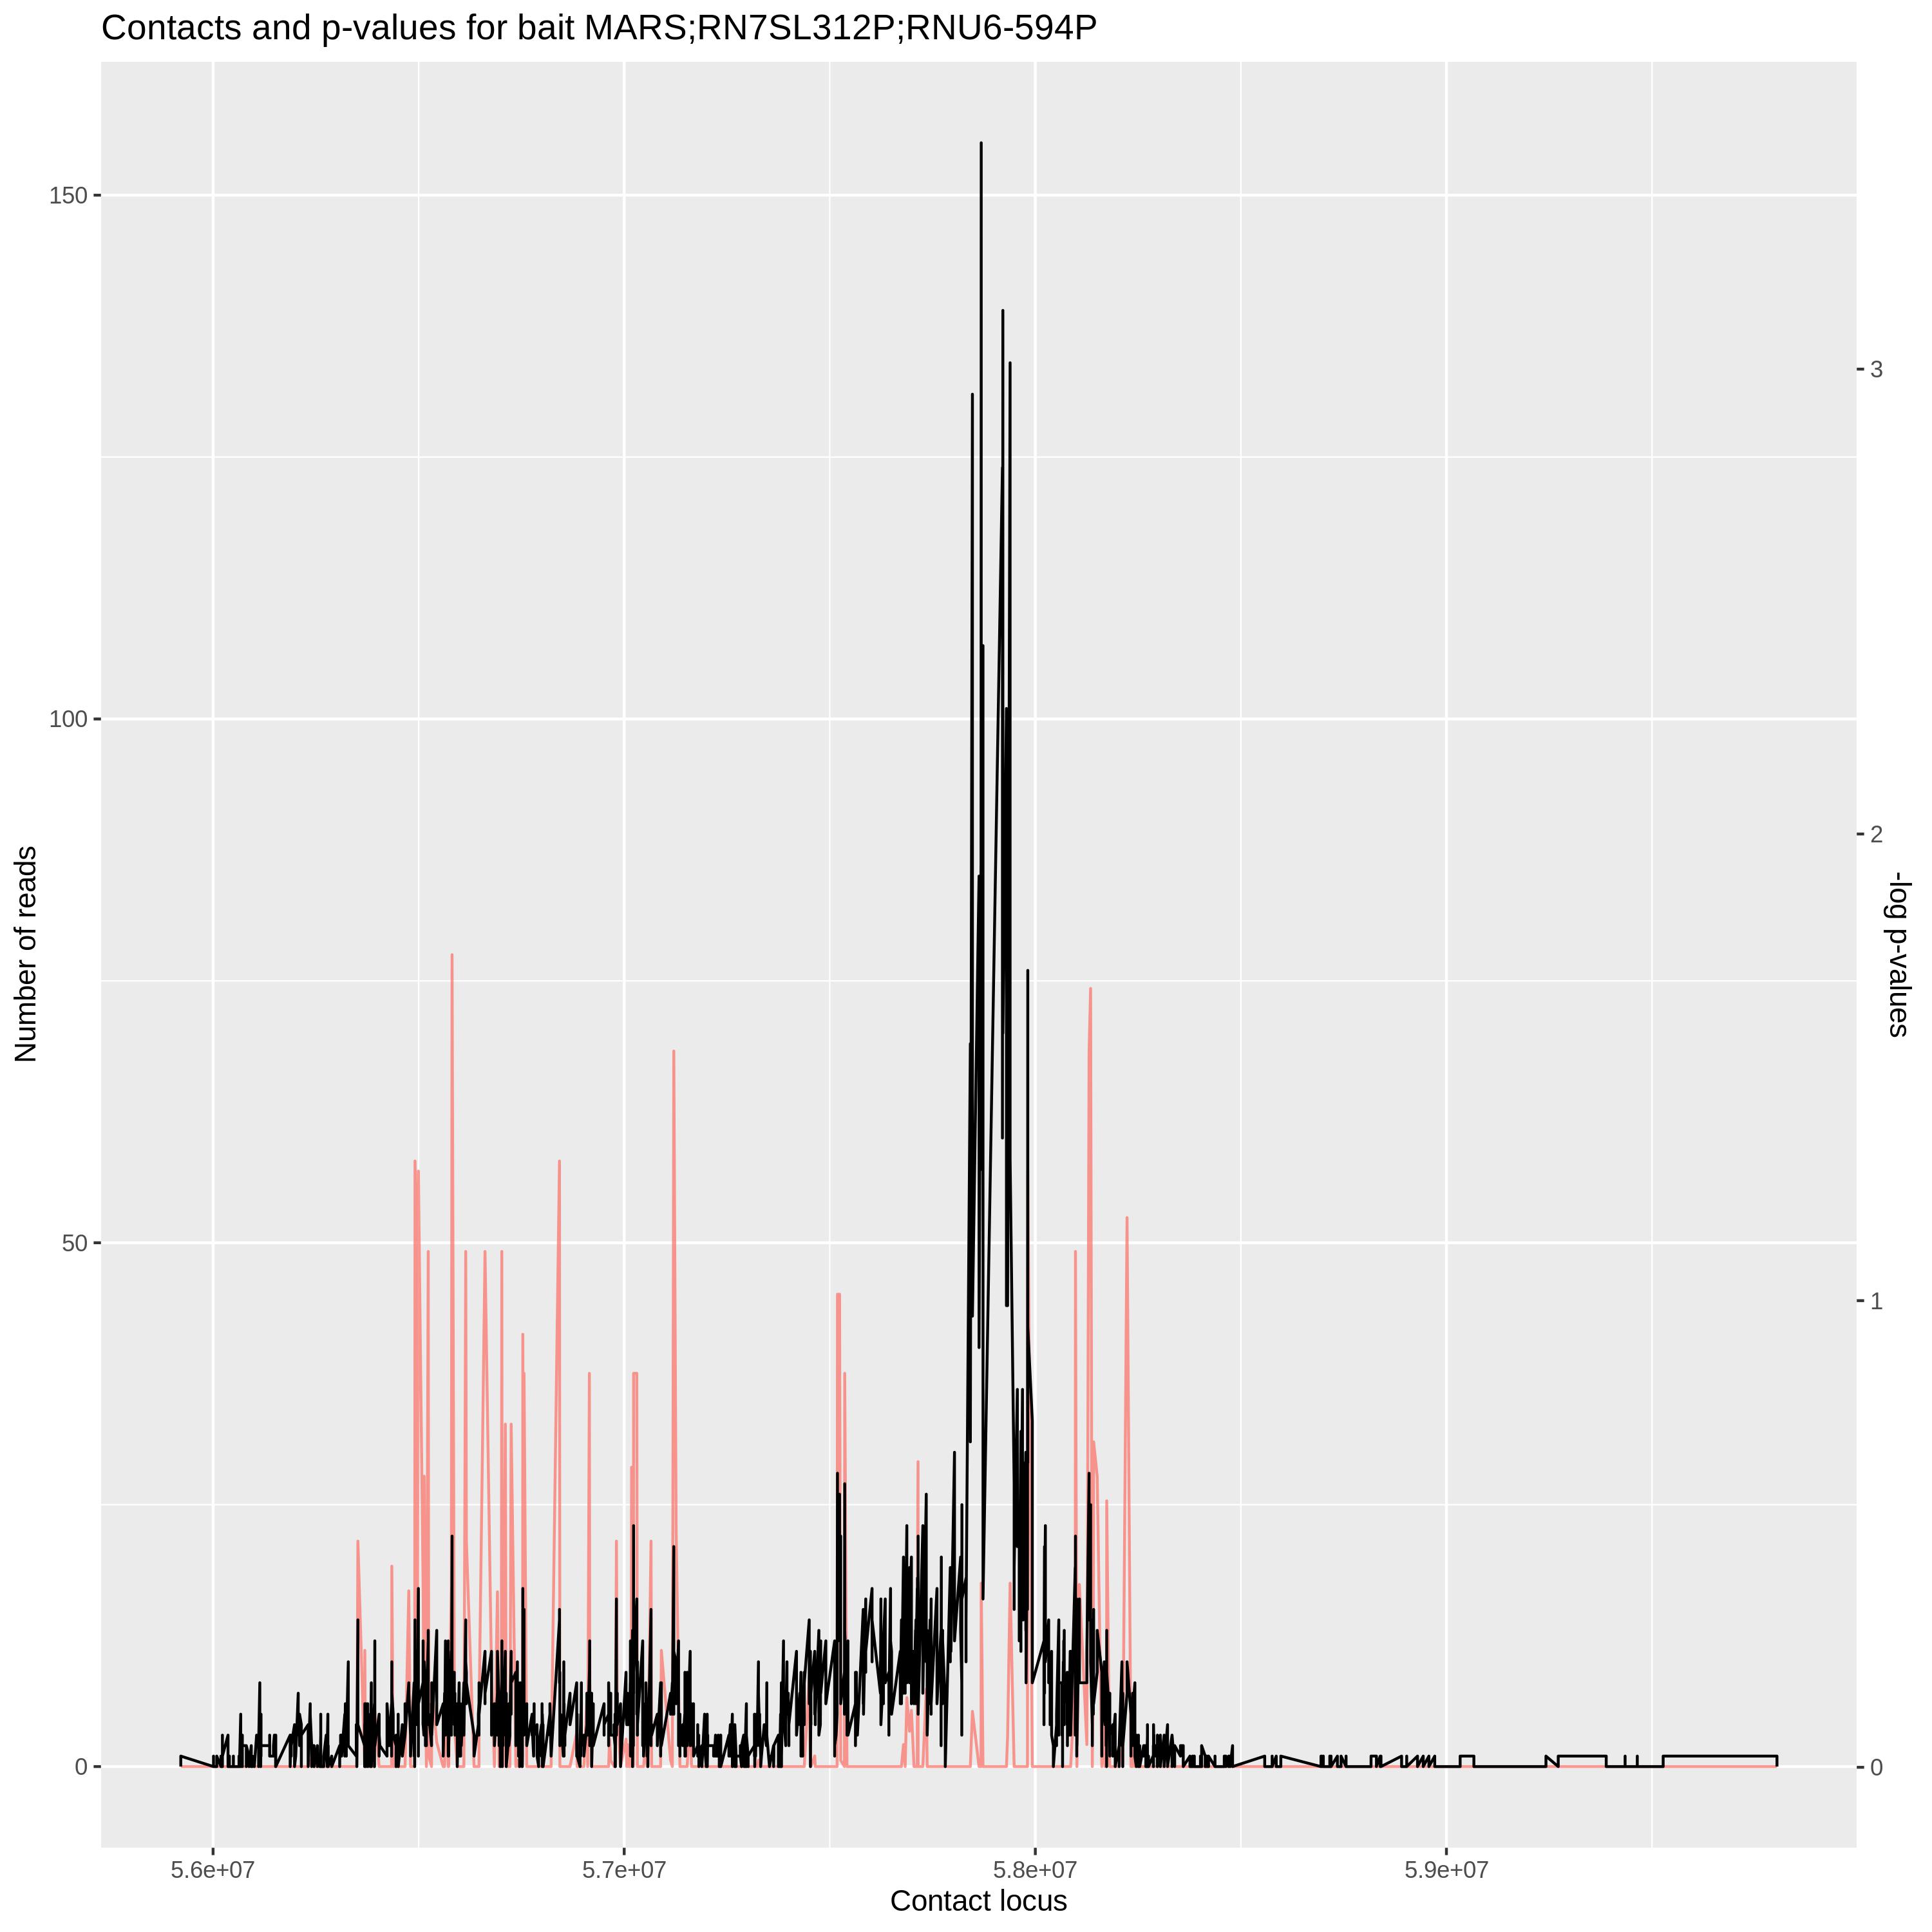 Contacts and p-values for bait MARS;RN7SL312P;RNU6-594P
150
100
50
0
Number of reads
3
2
1
0
-log p-values
5.6e+07
5.7e+07
5.8e+07
5.9e+07
Contact locus